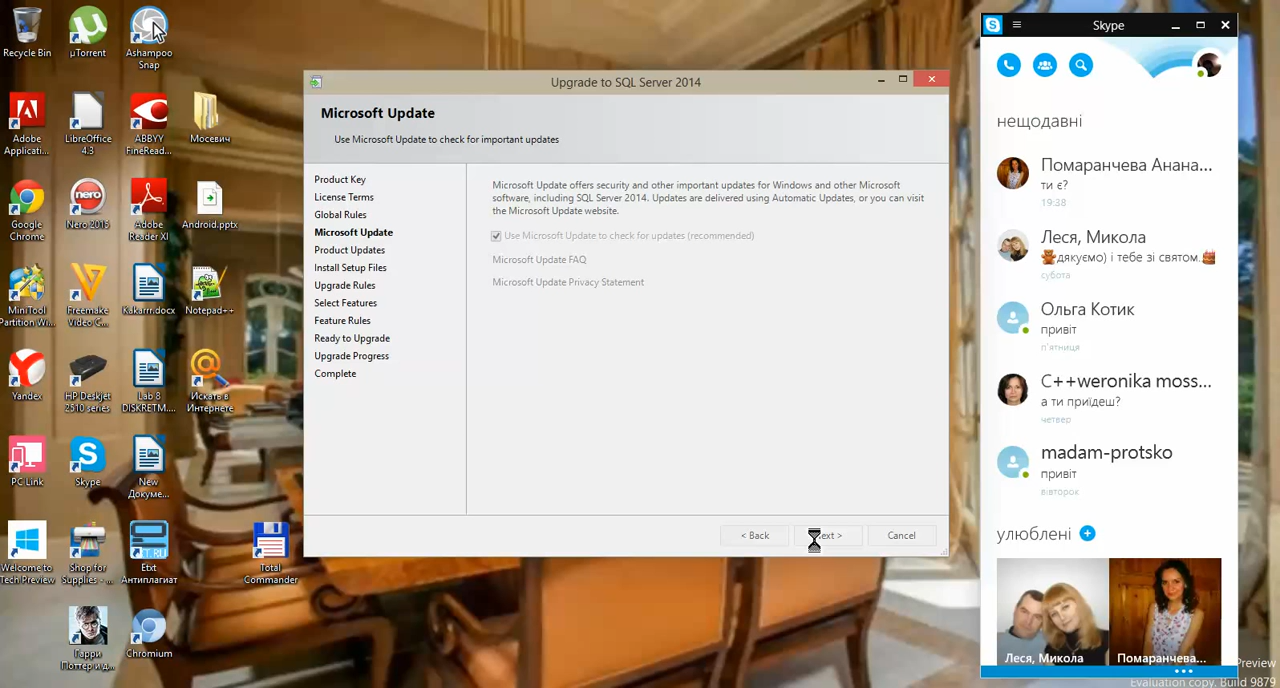 Recycle Bin
µTorrent
Ashampoo
Snap
Adobe
Applicati...
LibreOffice
4.3
ABBYY
FineRead...
Мосевич
Google
Chrome
Nero 2015
Adobe
Reader XI
Android.pptx
MiniTool
Partition Wi...
Freemake
Video C...
Kakarrr.docx
Notepad++
Yandex
HP Deskjet
2510 series
Lab 8
DISKRETM....
Искать в
Интернете
PC Link
Skype
New
Докуме...
Welcome to
Tech Preview
Shop for
Supplies - ...
Etxt
Антиплагиат
Total
Commander
Гарри
Поттер и д...
Chromium
Upgrade to SQL Server 2014
Microsoft Update
Use Microsoft Update to check for important updates
Product Key
License Terms
Global Rules
Microsoft Update
Product Updates
Install Setup Files
Upgrade Rules
Select Features
Feature Rules
Ready to Upgrade
Upgrade Progress
Complete
Microsoft Update offers security and other important updates for Windows and other Microsoft
software, including SQL Server 2014. Updates are delivered using Automatic Updates, or you can visit
the Microsoft Update website.
Use Microsoft Update to check for updates (recommended)
Microsoft Update FAQ
Microsoft Update Privacy Statement
< Back
ext >
Cancel
Skype
нещодавні
Помаранчева Анана...
ти є?
19:38
Леся, Микола
дякуємо) і тебе зі святом.
субота
Ольга Котик
привіт
п'ятниця
C++weronika moss...
а ти приїдеш?
четвер
madam-protsko
привіт
вівторок
улюблені
Леся, Микола
Помаранчева...
Preview
Evaluation copy. Build 9879